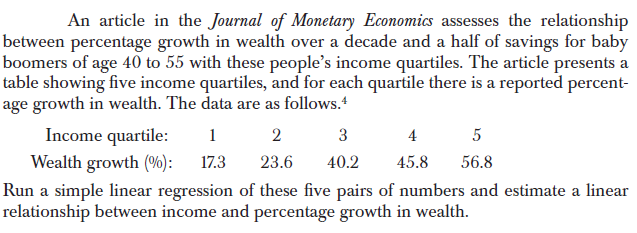 An article in the Journal of Monetary Economics assesses the relationship
between percentage growth in wealth over a decade and a half of savings for baby
boomers of age 40 to 55 with these people's income quartiles. The article presents a
table showing five income quartiles, and for each quartile there is a reported percent-
age growth in wealth. The data are as follows.4
Income quartile: 1 2 3 4 5
Wealth growth (%): 17.3 23.6 40.2 45.8 56.8
Run a simple linear regression of these five pairs of numbers and estimate a linear
relationship between income and percentage growth in wealth.